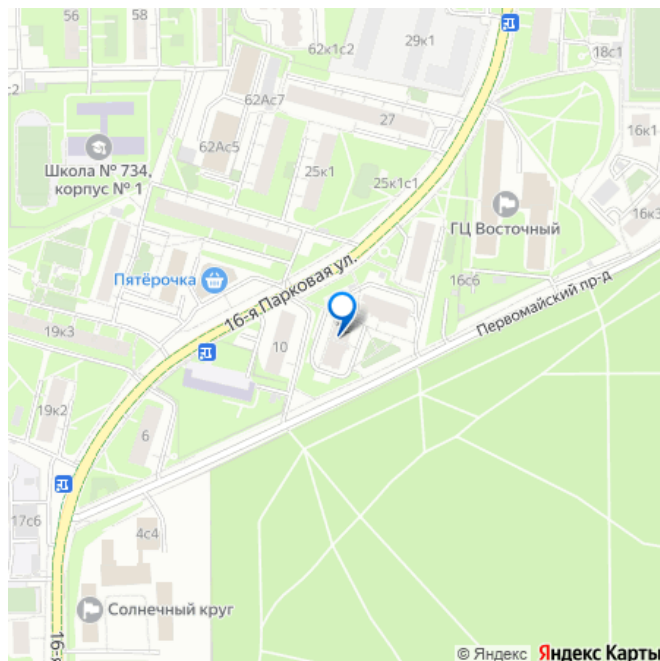 56
58
62к1с2
29к1
18с1
с2
62Ас7
27
16к1
62Ас5
Школа № 734,
корпус № 1
25к1
25к1с1
16к3
ГЦ Восточный
Пятёрочка
16-я Парковая ул.
16с6
Первомайский пр-д
19к3
10
19к2
6
17с6
4с4
Солнечный круг
16-я
© Яндекс Яндекс Карты